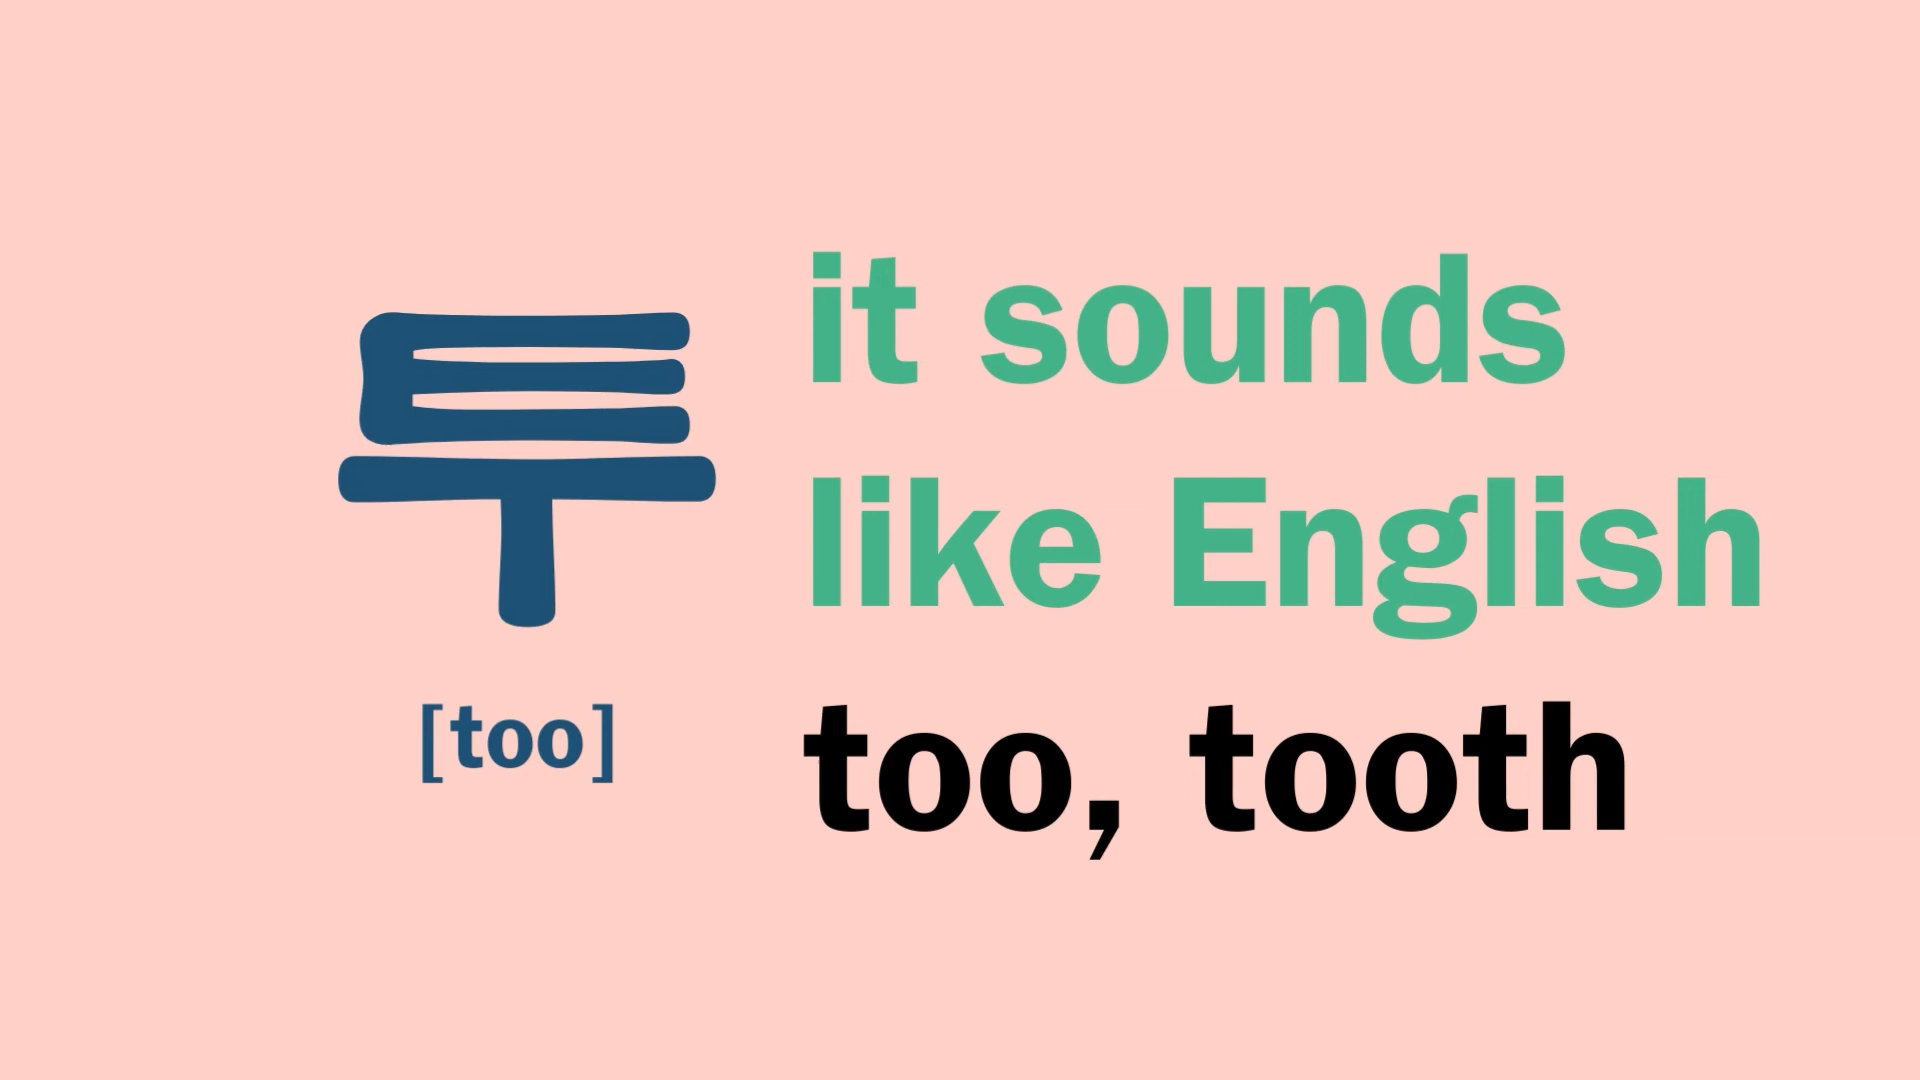 투
[too]
it sounds
like English
too, tooth